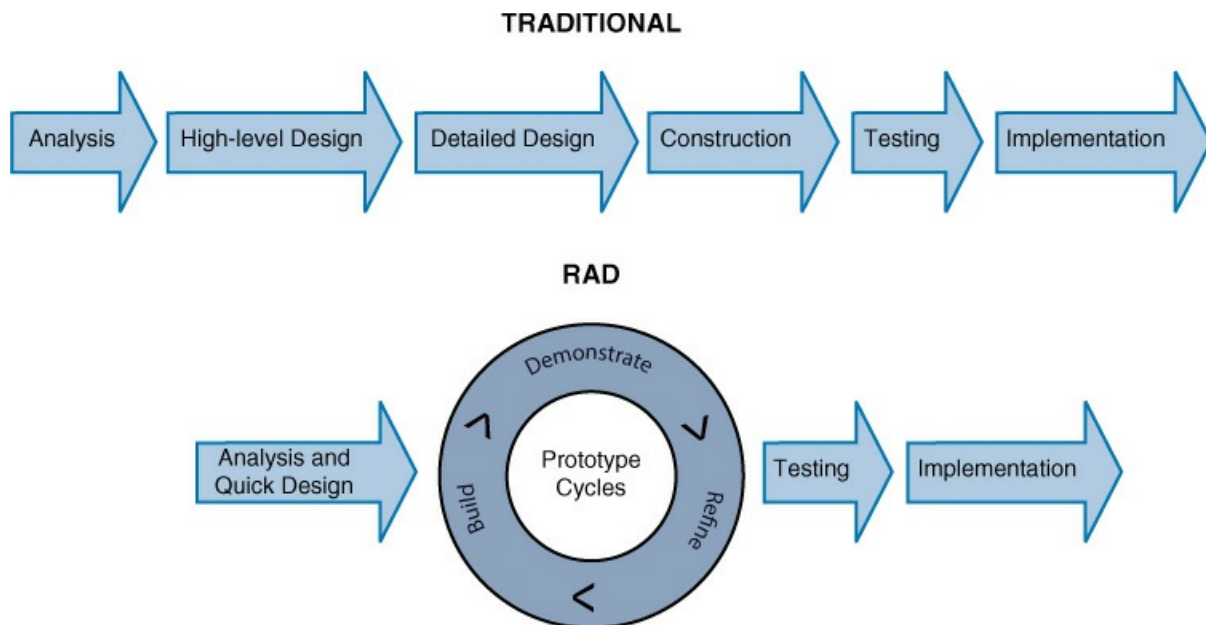 TRADITIONAL
Analysis
High-level Design
Detailed Design
Construction
Testing
Implementation
RAD
Analysis and
Quick Design
Demonstrate
Refine
Build
Prototype
Cycles
Testing
Implementation